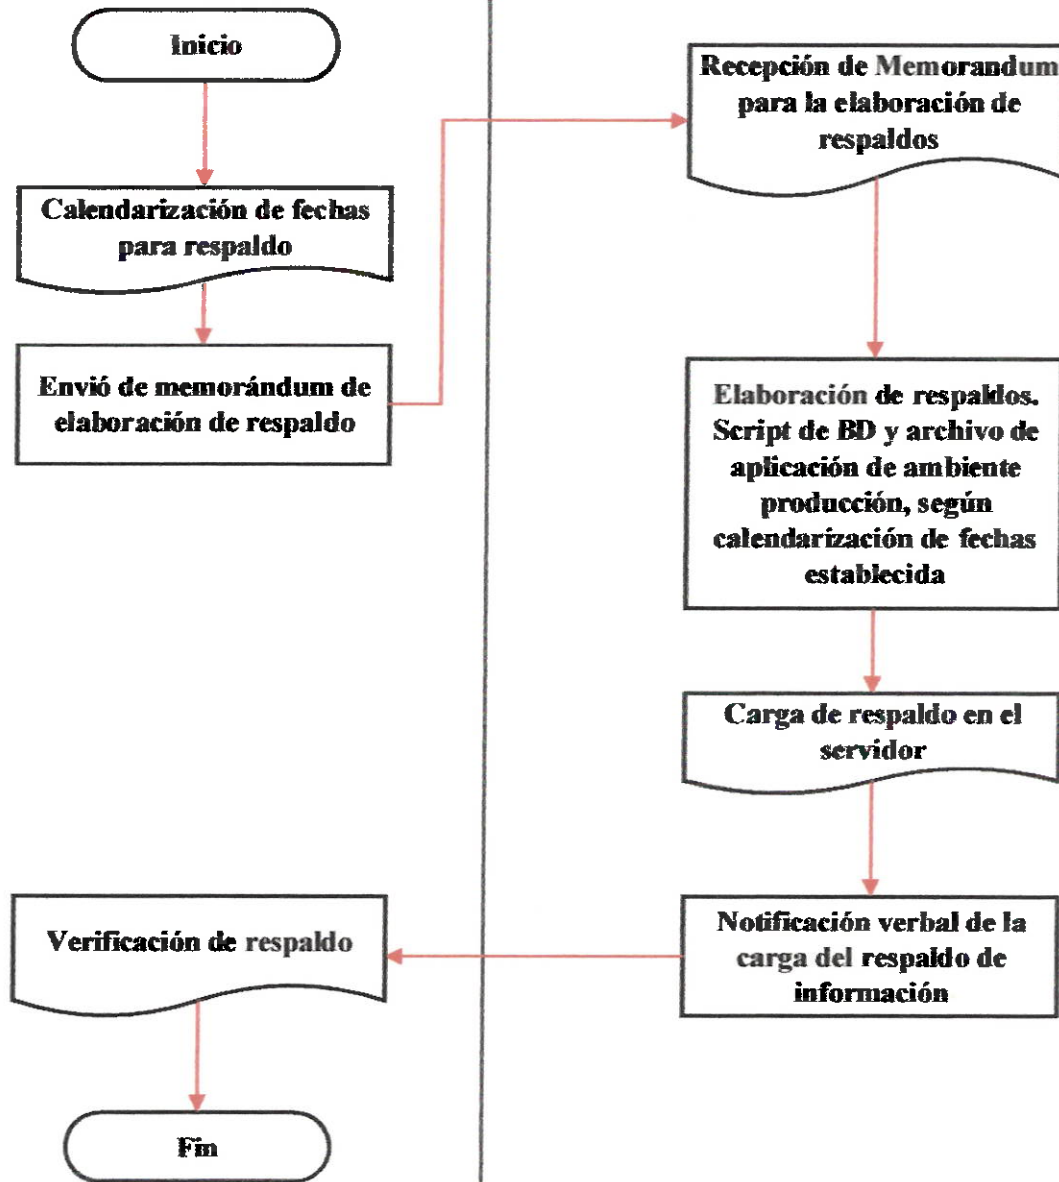 Inicio
Calendarización de fechas
para respaldo
Envió de memorándum de
elaboración de respaldo
Recepción de Memorandum
para la elaboración de
respaldos
Elaboración de respaldos.
Script de BD y archivo de
aplicación de ambiente
producción, según
calendarización de fechas
establecida
Carga de respaldo en el
servidor
Notificación verbal de la
carga del respaldo de
información
Verificación de respaldo
Fin